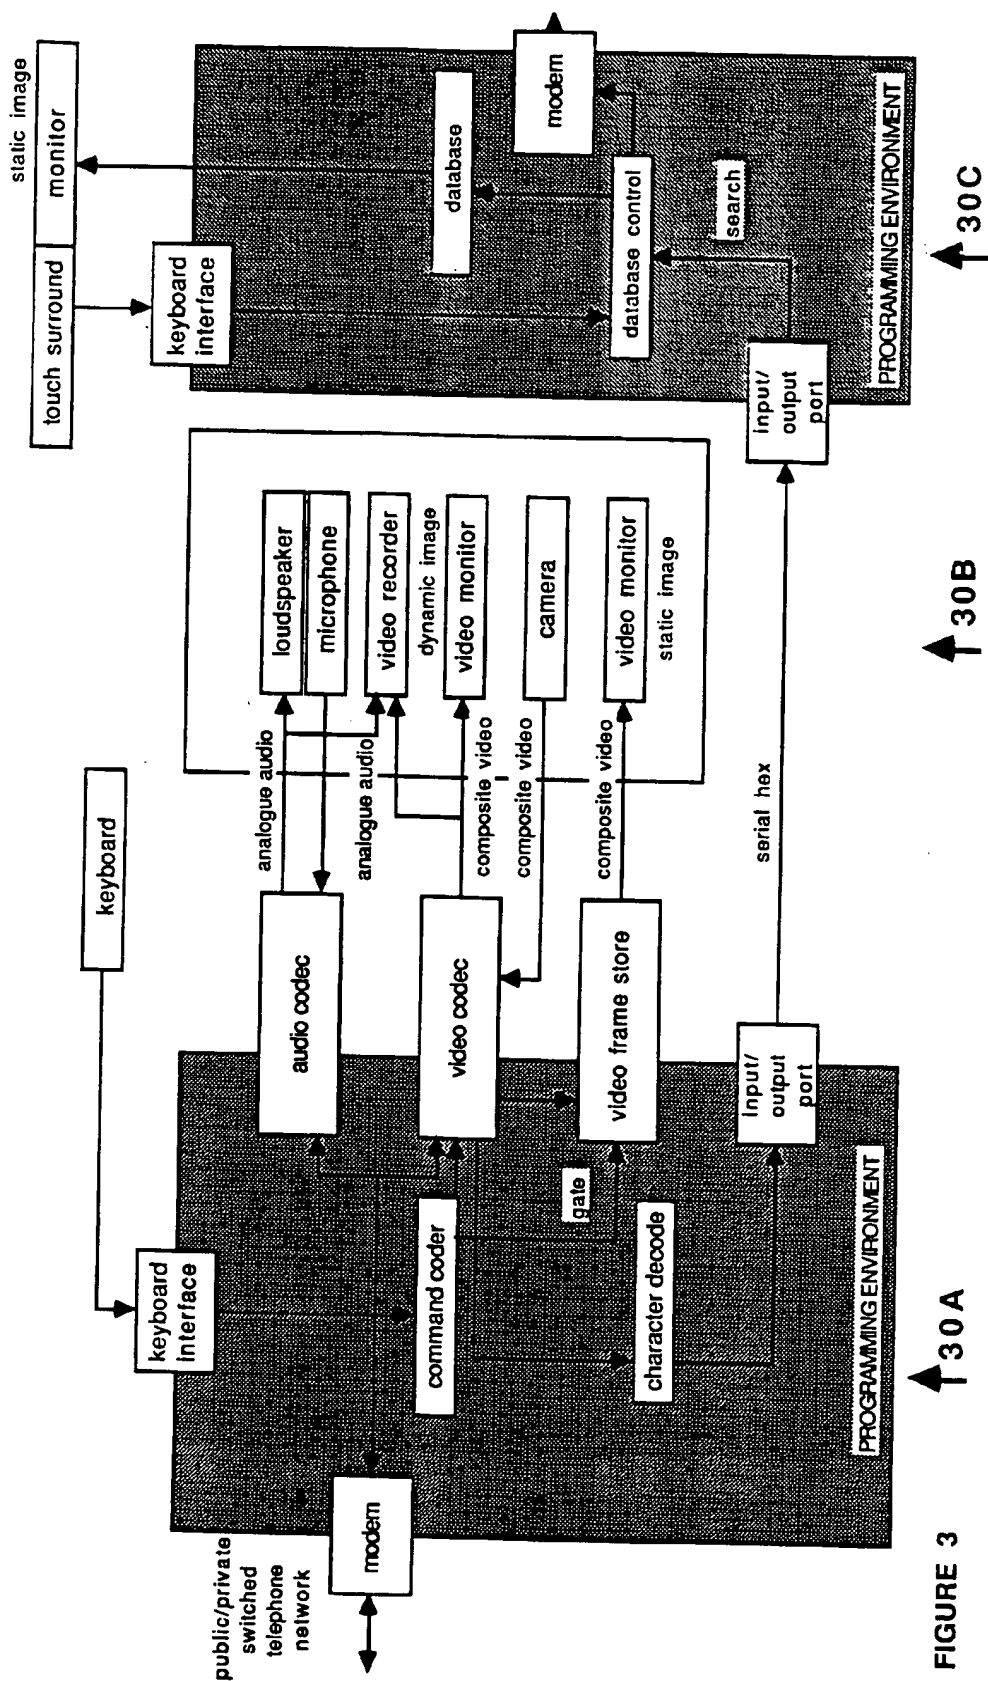 public/private
switched
telephone
network
modem
keyboard
keyboard
interface
command coder
gate
character decode
audio codec
video codec
video frame store
input/
output
port
PROGRAMMING ENVIRONMENT
30A
analogue audio
analogue audio
composite video
composite video
composite video
serial hex
loudspeaker
microphone
video recorder
dynamic image
video monitor
camera
video monitor
static image
30B
static image
touch surround
monitor
keyboard
interface
database
modem
database control
search
input/
output
port
PROGRAMMING ENVIRONMENT
30C
FIGURE 3